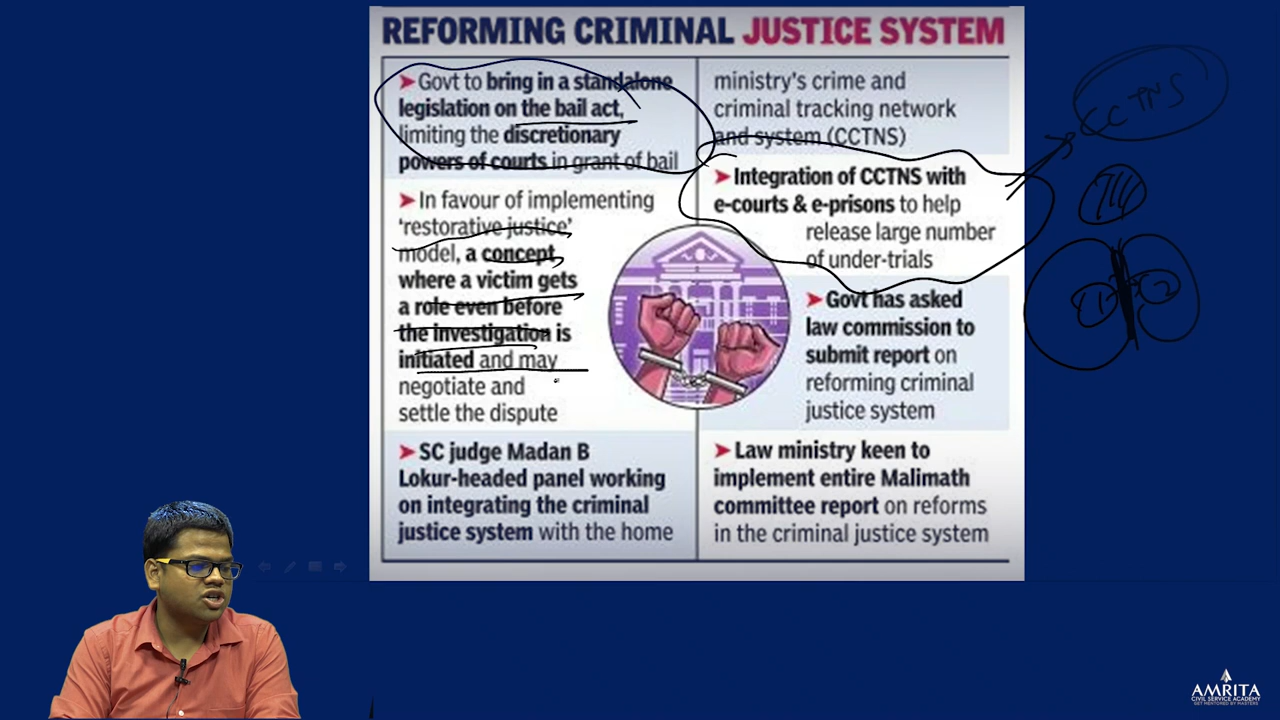 REFORMING CRIMINAL JUSTICE SYSTEM
➤Govt to bring in a standalone
legislation on the bail act,
limiting the discretionary
powers of courts in grant of bail
➤In favour of implementing
‘restorative justice’
model, a concept
where a victim gets
a role even before
the investigation is
initiated and may
negotiate and
settle the dispute
➤SC judge Madan B
Lokur-headed panel working
on integrating the criminal
justice system with the home
ministry's crime and
criminal tracking network
and system (CCTNS)
➤Integration of CCTNS with
e-courts & e-prisons to help
release large number
of under-trials
➤Govt has asked
law commission to
submit report on
reforming criminal
justice system
➤Law ministry keen to
implement entire Malimath
committee report on reforms
in the criminal justice system
CCTNS
AMRITA
CIVIL SERVICE ACADEMY
GET MENTORED BY MASTERS